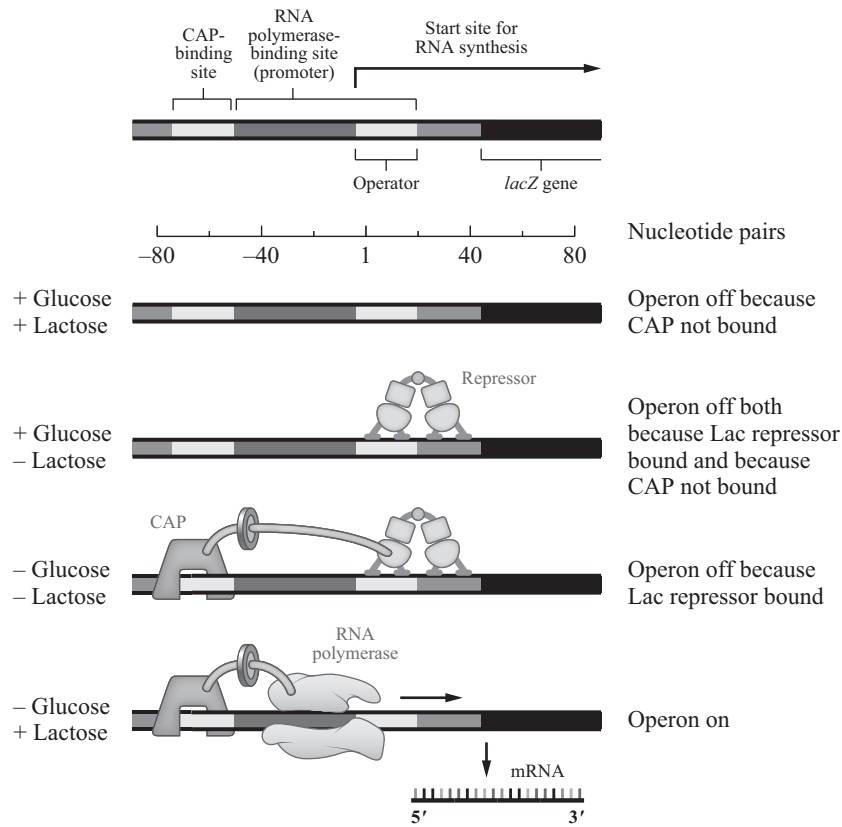 CAP-
binding
site
RNA
polymerase-
binding site
(promoter)
Start site for
RNA synthesis
Operator
lacZ gene
–80
–40
1
40
80
Nucleotide pairs
+ Glucose
+ Lactose
Operon off because
CAP not bound
Repressor
+ Glucose
– Lactose
Operon off both
because Lac repressor
bound and because
CAP not bound
CAP
– Glucose
– Lactose
Operon off because
Lac repressor bound
RNA
polymerase
– Glucose
+ Lactose
Operon on
mRNA
5′
3′